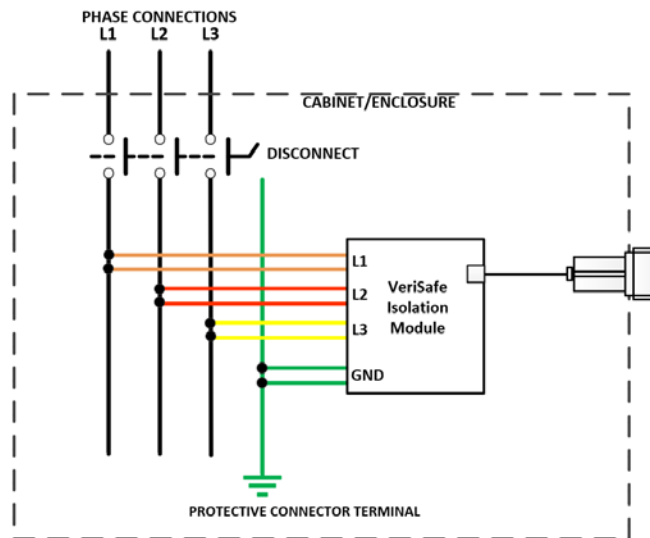 PHASE CONNECTIONS
L1 L2 L3
CABINET/ENCLOSURE
DISCONNECT
L1
L2
L3
GND
VeriSafe
Isolation
Module
PROTECTIVE CONNECTOR TERMINAL